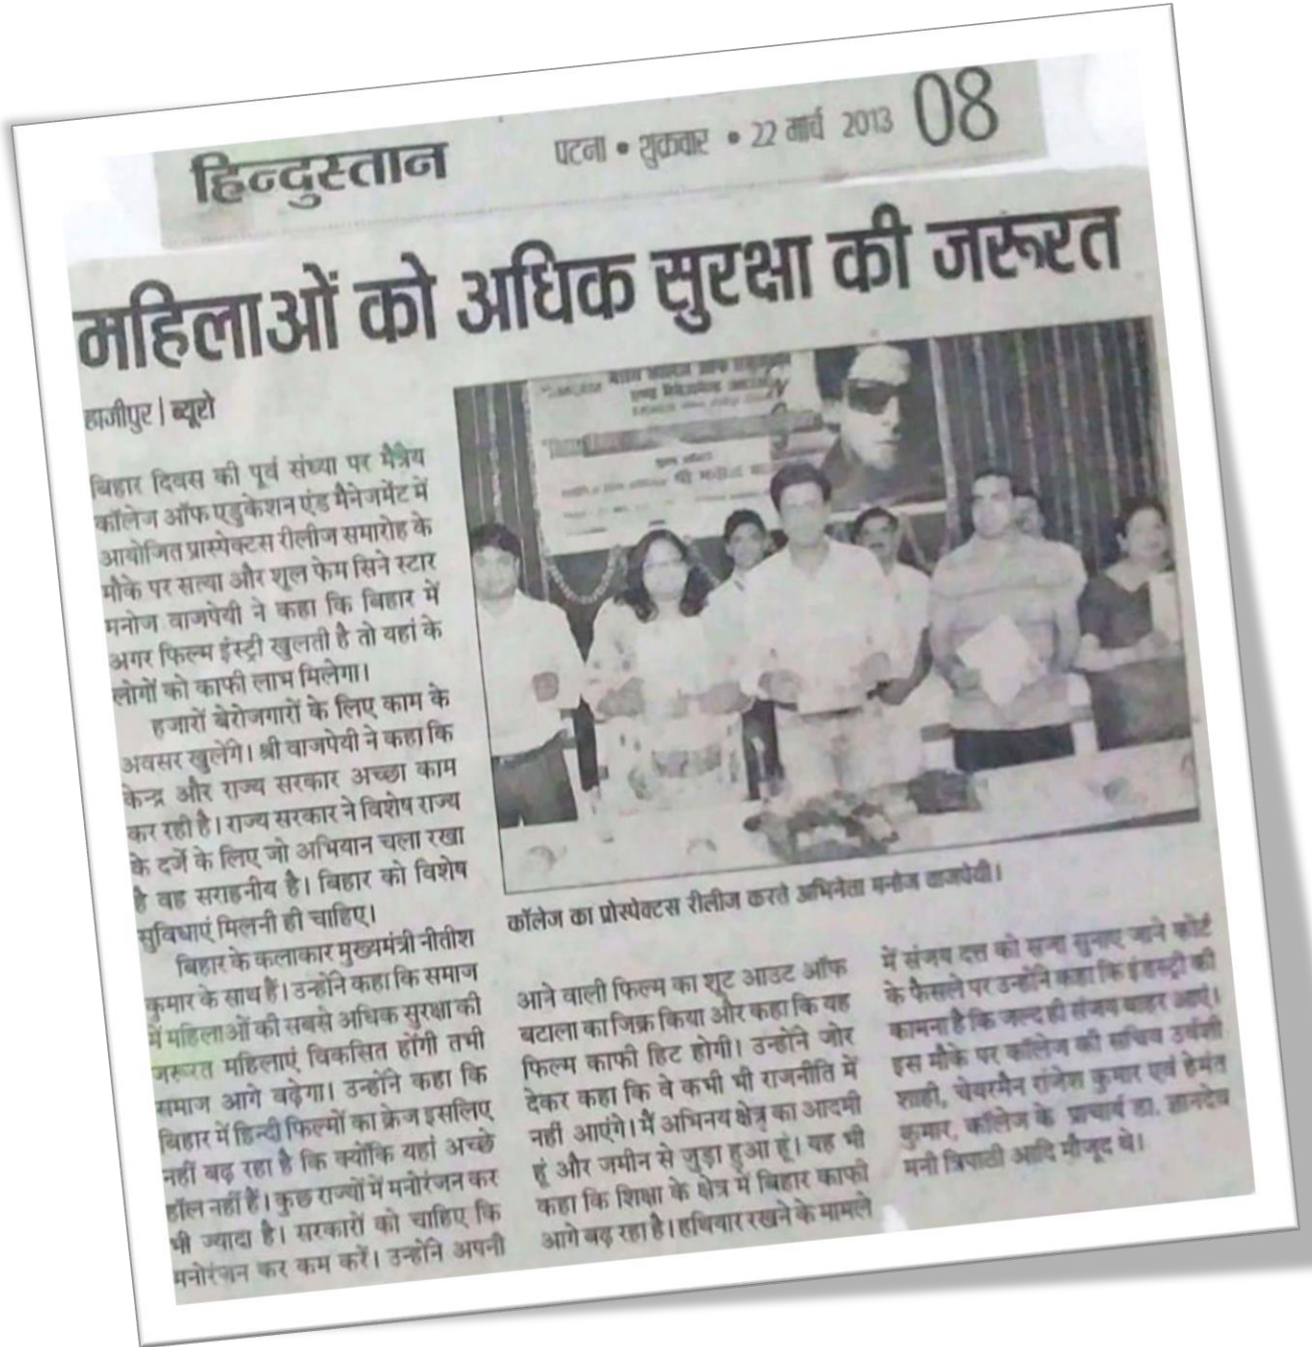 हिन्दुस्तान
पटना • शुक्रवार • 22 मार्च 2013 08
महिलाओं को अधिक सुरक्षा की जरूरत
हाजीपुर | ब्यूरो
बिहार दिवस की पूर्व संध्या पर मैत्रेय
कॉलेज ऑफ एडुकेशन एंड मैनेजमेंट में
आयोजित प्रास्पेक्टस रीलीज समारोह के
मौके पर सत्या और शूल फेम सिने स्टार
मनोज वाजपेयी ने कहा कि बिहार में
अगर फिल्म इंस्ट्री खुलती है तो यहां के
लोगों को काफी लाभ मिलेगा।
हजारों बेरोजगारों के लिए काम के
अवसर खुलेंगे। श्री वाजपेयी ने कहा कि
केन्द्र और राज्य सरकार अच्छा काम
कर रही है। राज्य सरकार ने विशेष राज्य
के दर्जे के लिए जो अभियान चला रखा
है वह सराहनीय है। बिहार को विशेष
सुविधाएं मिलनी ही चाहिए।
बिहार के कलाकार मुख्यमंत्री नीतीश
कुमार के साथ हैं। उन्होंने कहा कि समाज
में महिलाओं की सबसे अधिक सुरक्षा की
जरूरत महिलाएं विकसित होंगी तभी
समाज आगे बढ़ेगा। उन्होंने कहा कि
बिहार में हिन्दी फिल्मों का क्रेज इसलिए
नहीं बढ़ रहा है कि क्योंकि यहां अच्छे
हॉल नहीं हैं। कुछ राज्यों में मनोरंजन कर
भी ज्यादा है। सरकारों को चाहिए कि
मनोरंजन कर कम करें। उन्होंने अपनी
कॉलेज का प्रोस्पेक्टस रीलीज करते अभिनेता मनोज वाजपेयी।
आने वाली फिल्म का शूट आउट ऑफ
बटाला का जिक्र किया और कहा कि यह
फिल्म काफी हिट होगी। उन्होंने जोर
देकर कहा कि वे कभी भी राजनीति में
नहीं आएंगे। मैं अभिनय क्षेत्र का आदमी
हूं और जमीन से जुड़ा हुआ हूं। यह भी
कहा कि शिक्षा के क्षेत्र में बिहार काफी
आगे बढ़ रहा है। हथियार रखने के मामले
में संजय दत्त को सजा सुनाए जाने कोर्ट
के फैसले पर उन्होंने कहा कि इंडस्ट्री की
कामना है कि जल्द ही संजय बाहर आएं।
इस मौके पर कॉलेज की सचिव उर्वशी
शाही, चेयरमैन राजेश कुमार एवं हेमंत
कुमार, कॉलेज के प्राचार्य डा. ज्ञानदेव
मनी त्रिपाठी आदि मौजूद थे।